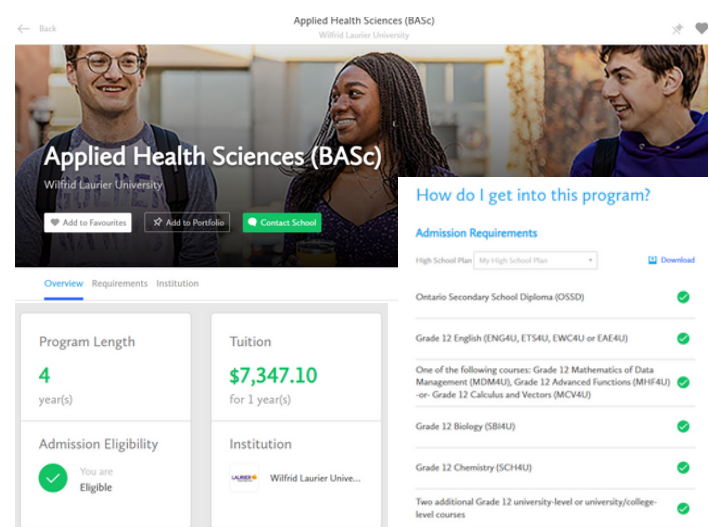 Back
Applied Health Sciences (BASc)
Wilfrid Laurier University
Applied Health Sciences (BASc)
Wilfrid Laurier University
Add to Favourites
Add to Portfolio
Contact School
Overview
Requirements
Institution
Program Length
4
year(s)
Tuition
$7,347.10
for 1 year(s)
Admission Eligibility
You are
Eligible
Institution
LAURIER
Wilfrid Laurier Unive...
How do I get into this program?
Admission Requirements
High School Plan
My High School Plan
Download
Ontario Secondary School Diploma (OSSD)
Grade 12 English (ENG4U, ETS4U, EWC4U or EAE4U)
One of the following courses: Grade 12 Mathematics of Data
Management (MDM4U), Grade 12 Advanced Functions (MHF4U)
-or- Grade 12 Calculus and Vectors (MCV4U)
Grade 12 Biology (SBI4U)
Grade 12 Chemistry (SCH4U)
Two additional Grade 12 university-level or university/college-
level courses